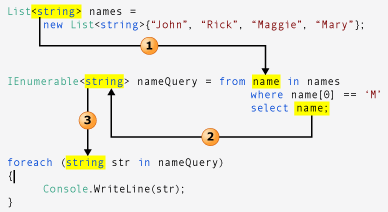 List<string> names =
new List<string>{“John”, “Rick”, “Maggie”, “Mary”};
1
IEnumerable<string> nameQuery = from name in names
where name[0] == ‘M’
select name;
2
3
foreach (string str in nameQuery)
{
Console.WriteLine(str);
}